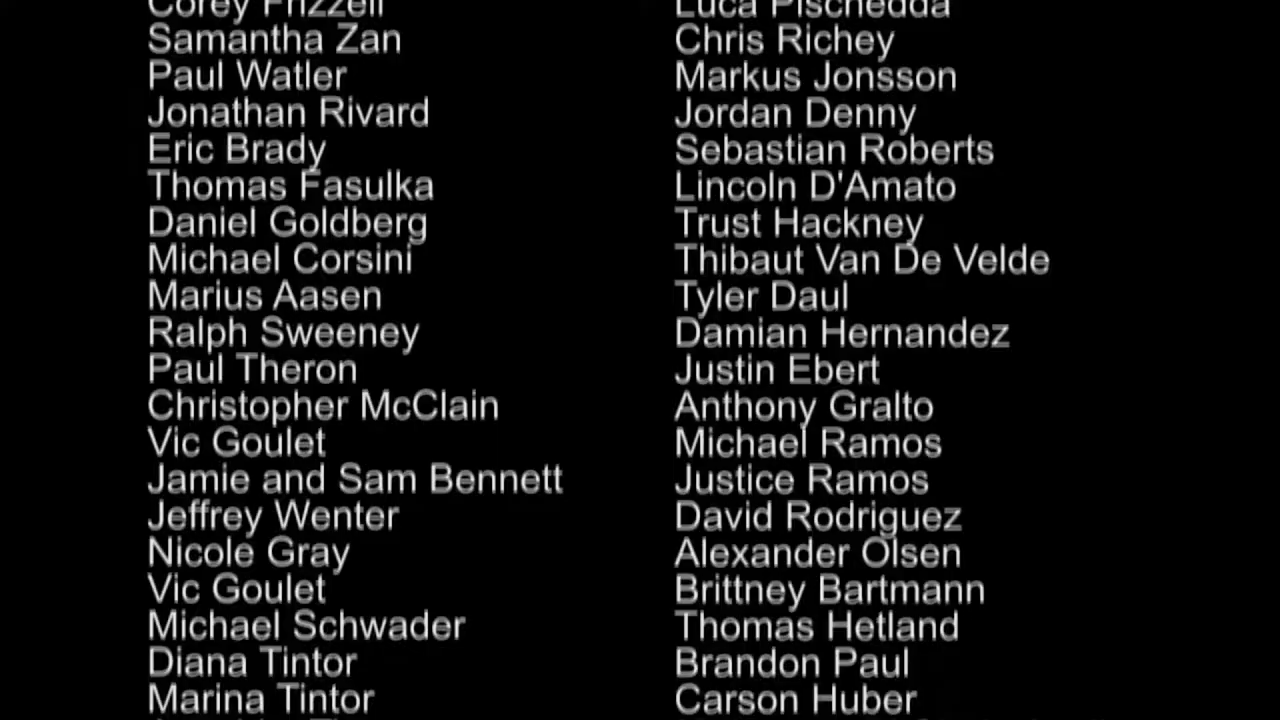 Corey Frizzell
Samantha Zan
Paul Watler
Jonathan Rivard
Eric Brady
Thomas Fasulka
Daniel Goldberg
Michael Corsini
Marius Aasen
Ralph Sweeney
Paul Theron
Christopher McClain
Vic Goulet
Jamie and Sam Bennett
Jeffrey Wenter
Nicole Gray
Vic Goulet
Michael Schwader
Diana Tintor
Marina Tintor
Luca Pischedda
Chris Richey
Markus Jonsson
Jordan Denny
Sebastian Roberts
Lincoln D'Amato
Trust Hackney
Thibaut Van De Velde
Tyler Daul
Damian Hernandez
Justin Ebert
Anthony Gralto
Michael Ramos
Justice Ramos
David Rodriguez
Alexander Olsen
Brittney Bartmann
Thomas Hetland
Brandon Paul
Carson Huber